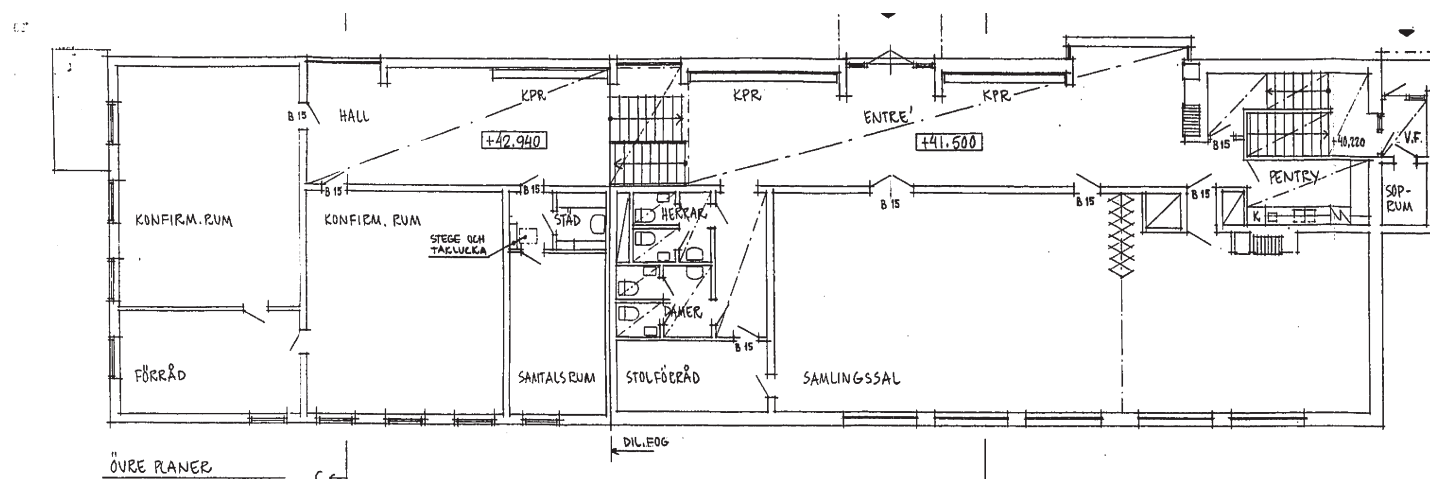 KPR
KPR
KPR
B 15
HALL
ENTRE'
+42.940
+41.500
B 15
+40,220
V.F.
B 15
B 15
PENTRY
KONFIRM.RUM
KONFIRM. RUM
B 15
STÄD
HERRAR
B 15
B 15
B 15
K
SOP-
RUM
STEGE OCH
TAKLUCKA
DAMER
B 15
FÖRRÅD
SAMTALSRUM
STOLFÖRRÅD
SAMLINGSSAL
DIL.FOG
ÖVRE PLANER
C